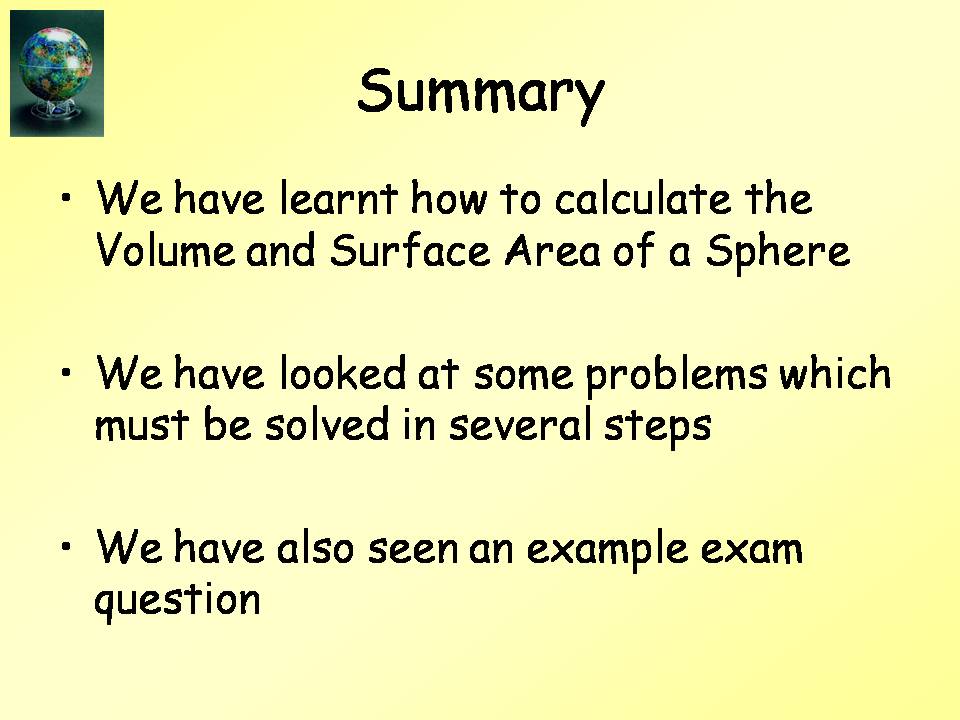 Summary
• We have learnt how to calculate the
Volume and Surface Area of a Sphere
• We have looked at some problems which
must be solved in several steps
• We have also seen an example exam
question